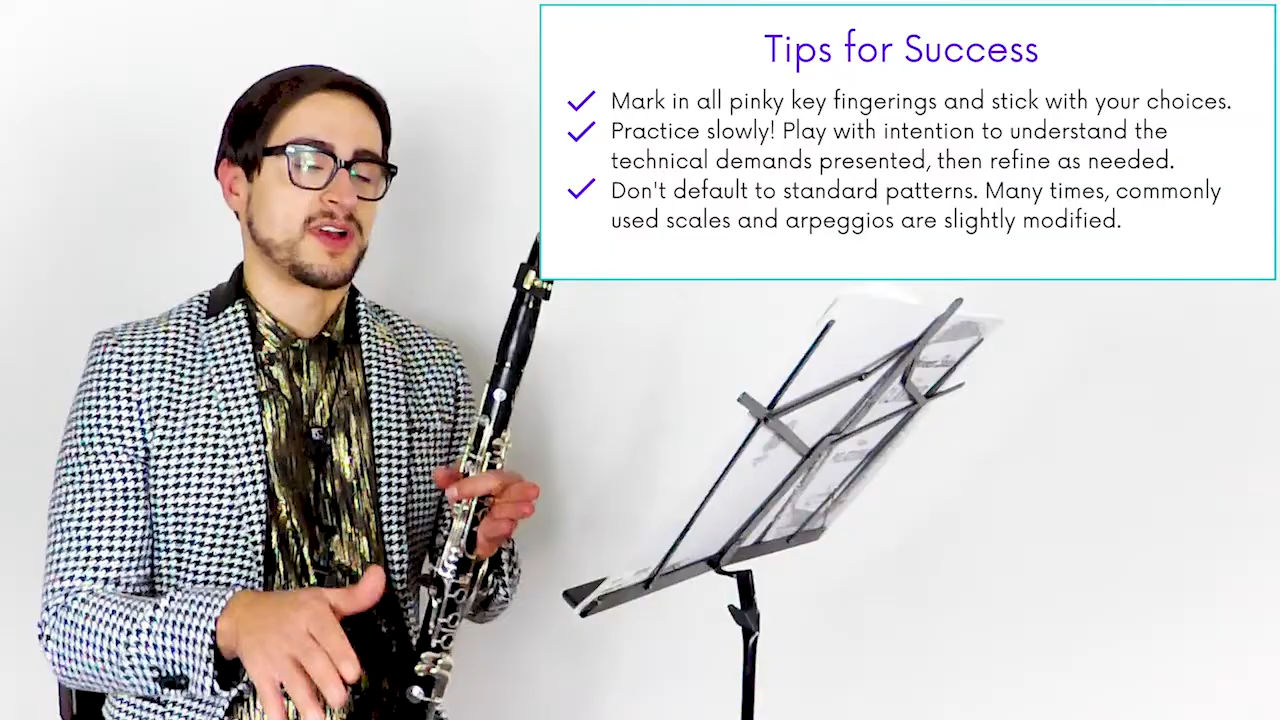 Tips for Success
Mark in all pinky key fingerings and stick with your choices.
Practice slowly! Play with intention to understand the
technical demands presented, then refine as needed.
Don't default to standard patterns. Many times, commonly
used scales and arpeggios are slightly modified.